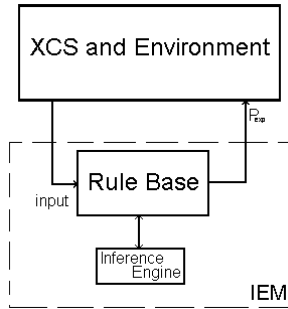 XCS and Environment
Pexp
input
Rule Base
Inference
Engine
IEM